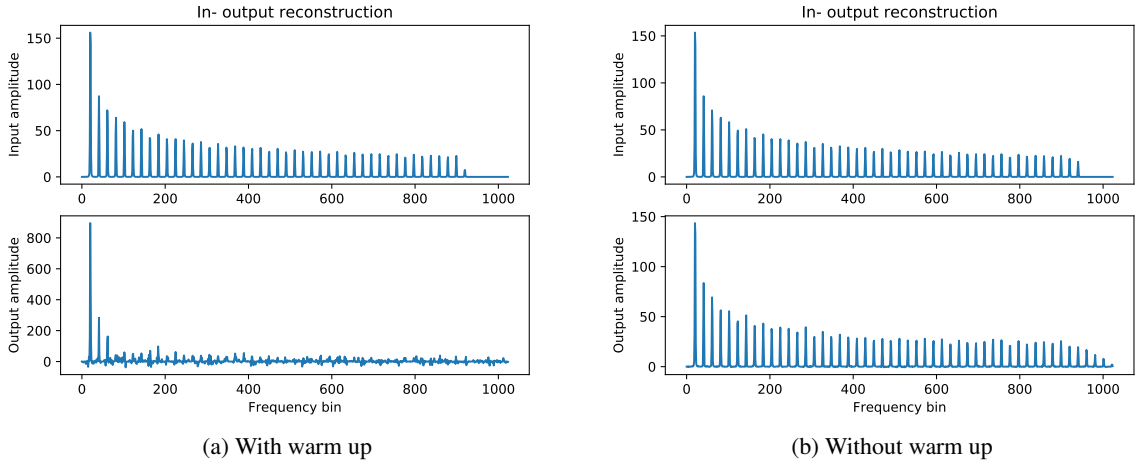 In- output reconstruction
150
100
50
0
Input amplitude
0 200 400 600 800 1000
800
600
400
200
0
Output amplitude
0 200 400 600 800 1000
Frequency bin
(a) With warm up
In- output reconstruction
150
100
50
0
Input amplitude
0 200 400 600 800 1000
150
100
50
0
Output amplitude
0 200 400 600 800 1000
Frequency bin
(b) Without warm up